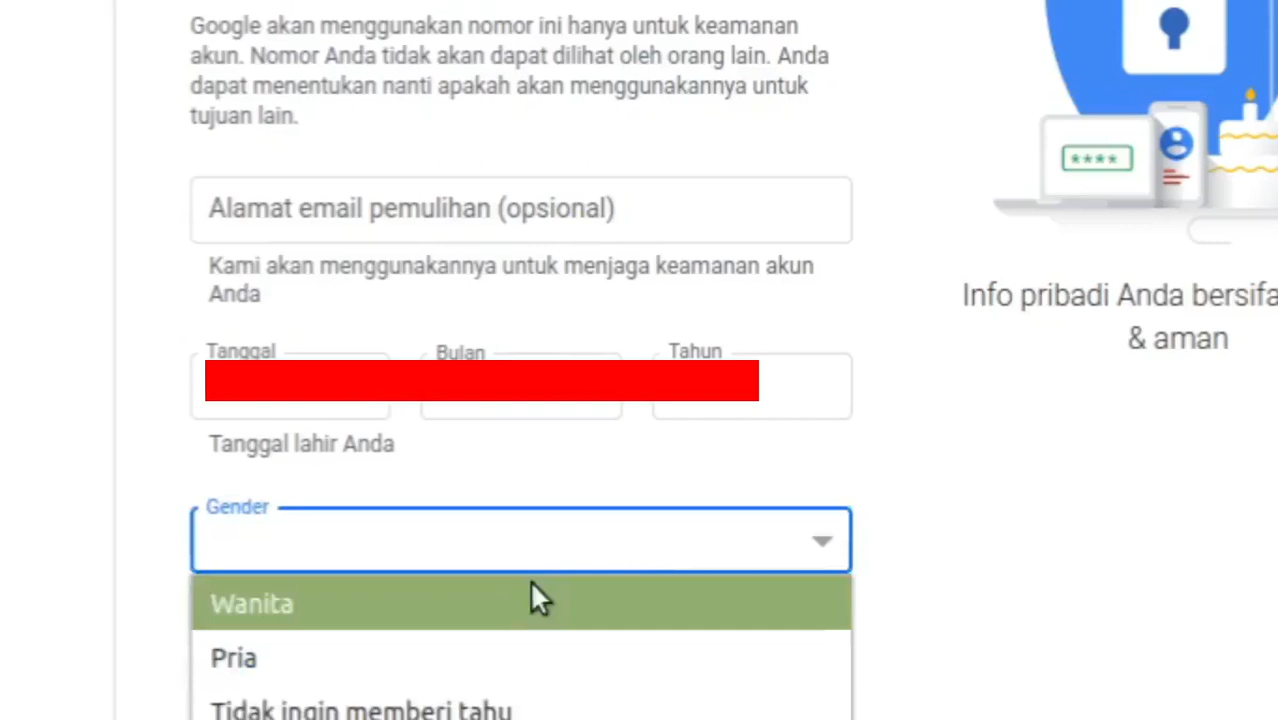 Google akan menggunakan nomor ini hanya untuk keamanan
akun. Nomor Anda tidak akan dapat dilihat oleh orang lain. Anda
dapat menentukan nanti apakah akan menggunakannya untuk
tujuan lain.
****
Alamat email pemulihan (opsional)
Kami akan menggunakannya untuk menjaga keamanan akun
Anda
Info pribadi Anda
& aman
Tanggal
Bulan
Tahun
Tanggal lahir Anda
Gender
Wanita
Pria
Tidak ingin memberi tahu